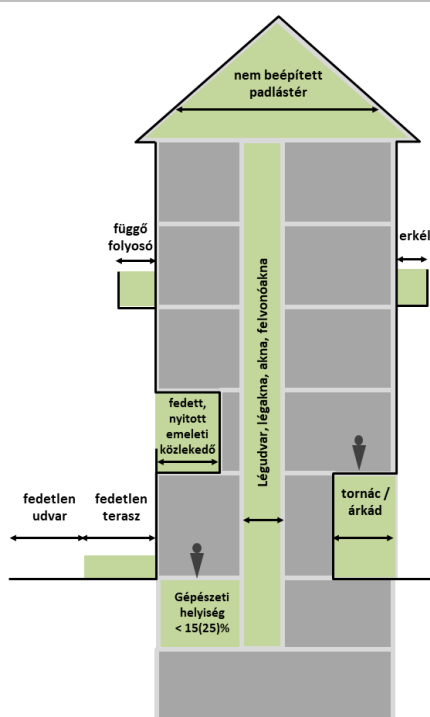 nem beépített
padlástér
függő
folyosó
erkél
Légudvar, légakna, akna, felvonóakna
fedett,
nyitott
emeleti
közlekedő
fedetlen
udvar
fedetlen
terasz
tornác /
árkád
Gépészeti
helyiség
< 15(25)%